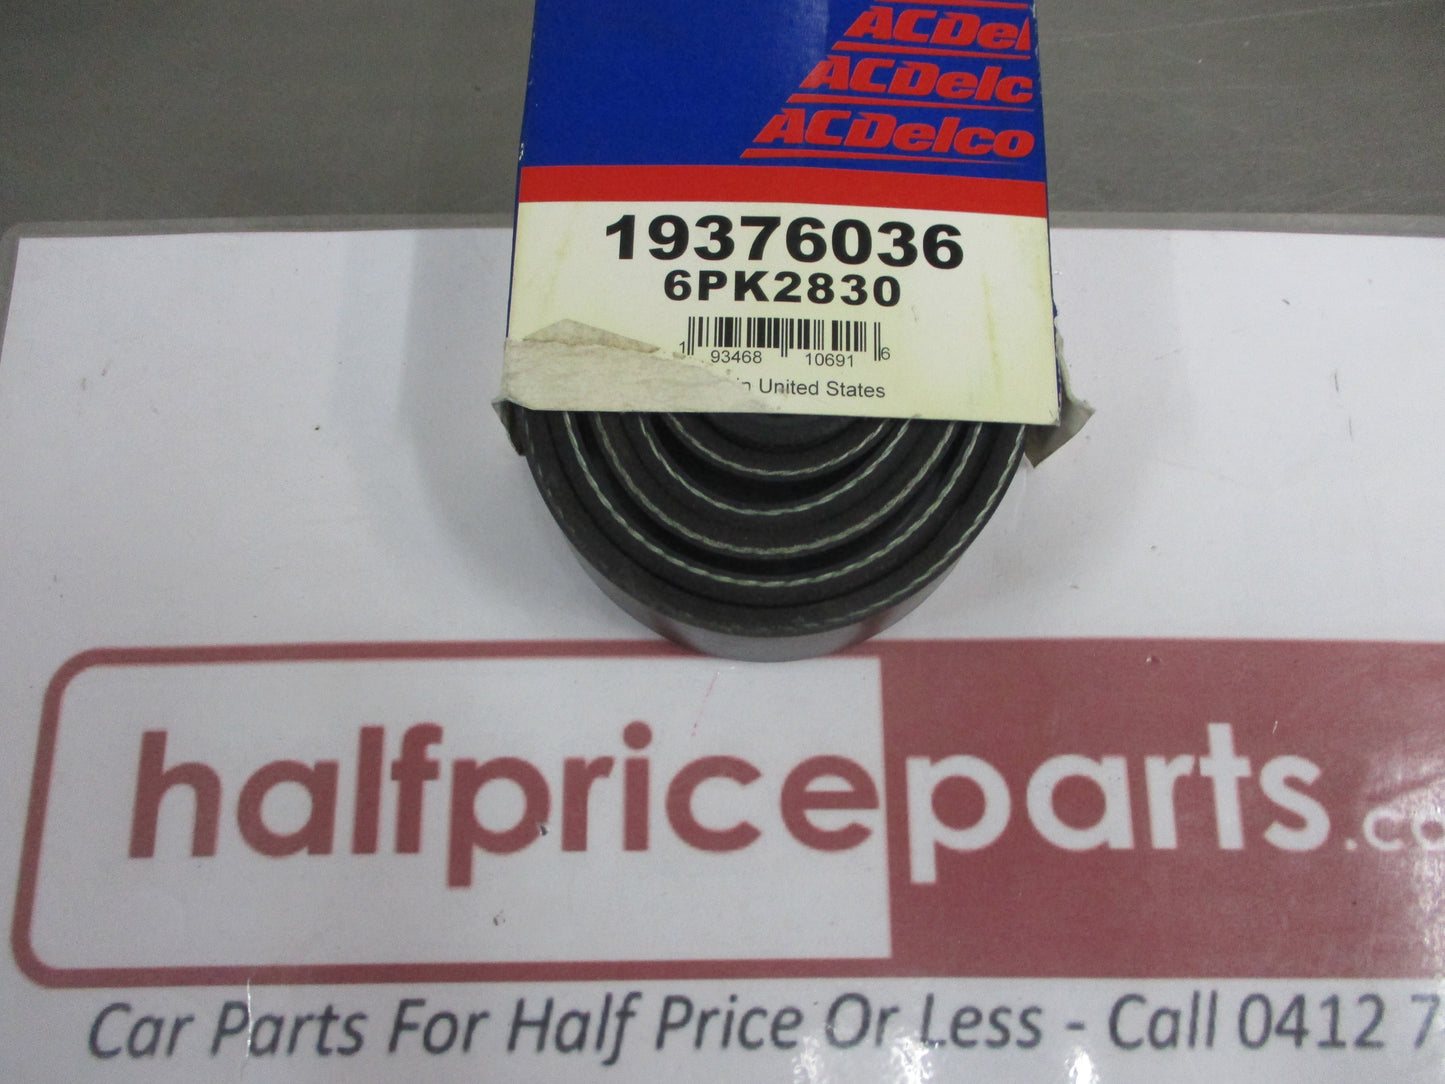 ACDel
ACDelc
ACDelco
19376036
6PK2830
1 93468 10691 6
in United States
halfpriceparts.co
Car Parts For Half Price Or Less - Call 0412 7